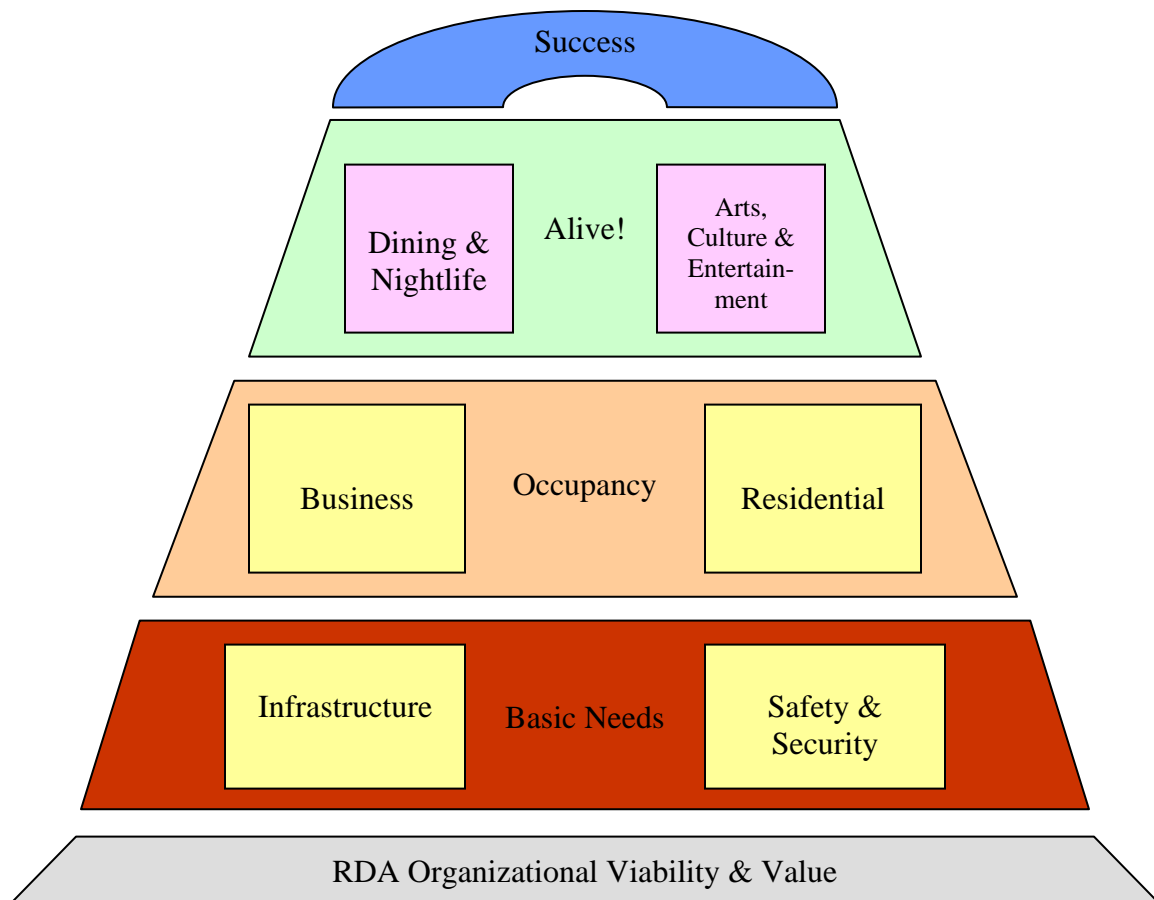 Success
Alive!
Dining &
Nightlife
Arts,
Culture &
Entertain-
ment
Business
Occupancy
Residential
Infrastructure
Basic Needs
Safety &
Security
RDA Organizational Viability & Value